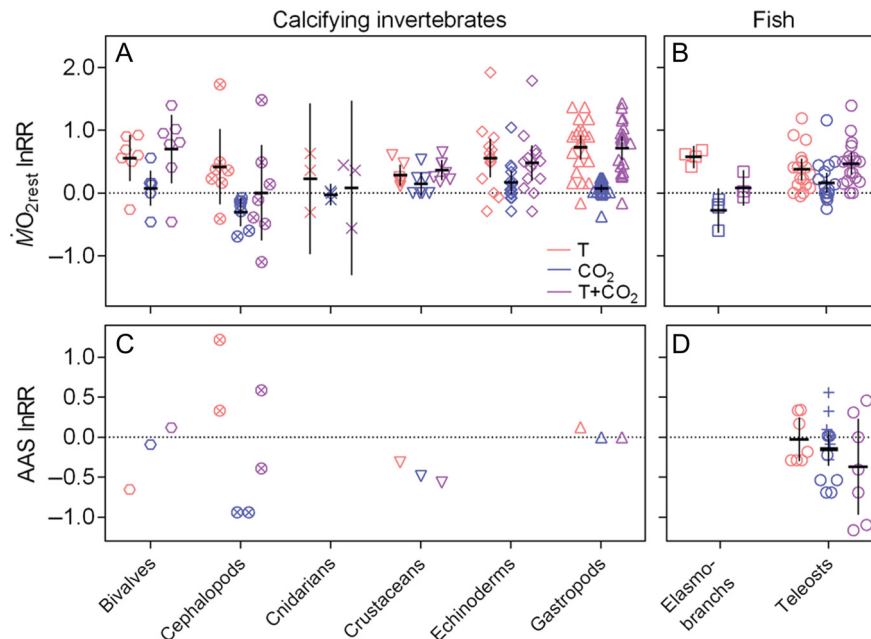 Calcifying invertebrates
Fish
A
B
ṀO2rest lnRR
2.0
1.0
0.0
−1.0
T
CO2
T+CO2
C
D
AAS lnRR
1.0
0.5
0.0
−0.5
−1.0
Bivalves
Cephalopods
Cnidarians
Crustaceans
Echinoderms
Gastropods
Elasmo-
branchs
Teleosts